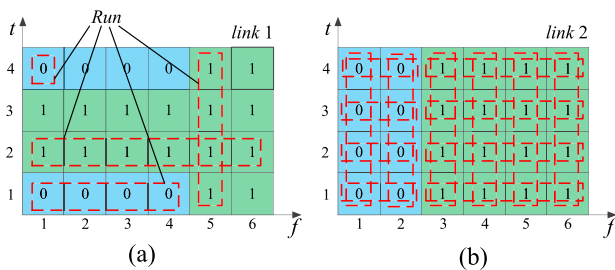 t Run link 1 t link 2
4 0 0 0 0 1 1 4 0 0 1 1 1 1
3 1 1 1 1 1 1 3 0 0 1 1 1 1
2 1 1 1 1 1 1 2 0 0 1 1 1 1
1 0 0 0 0 1 1 1 0 0 1 1 1 1
1 2 3 4 5 6 f 1 2 3 4 5 6 f
(a) (b)